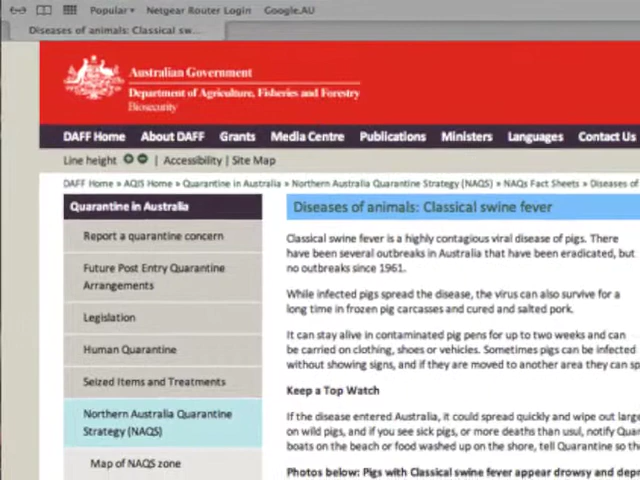 Popular▾ Netgear Router Login Google.AU
Diseases of animals: Classical sw...
Australian Government
Department of Agriculture, Fisheries and Forestry
Biosecurity
DAFF Home About DAFF Grants Media Centre Publications Ministers Languages Contact Us
Line height | Accessibility | Site Map
DAFF Home » AQIS Home » Quarantine in Australia » Northern Australia Quarantine Strategy (NAQS) » NAQs Fact Sheets » Diseases of
Quarantine in Australia
Report a quarantine concern
Future Post Entry Quarantine
Arrangements
Legislation
Human Quarantine
Seized Items and Treatments
Northern Australia Quarantine
Strategy (NAQS)
Map of NAQS zone
Diseases of animals: Classical swine fever
Classical swine fever is a highly contagious viral disease of pigs. There
have been several outbreaks in Australia that have been eradicated, but
no outbreaks since 1961.
While infected pigs spread the disease, the virus can also survive for a
long time in frozen pig carcasses and cured and salted pork.
It can stay alive in contaminated pig pens for up to two weeks and can
be carried on clothing, shoes or vehicles. Sometimes pigs can be infected
without showing signs, and if they are moved to another area they can sp
Keep a Top Watch
If the disease entered Australia, it could spread quickly and wipe out larg
on wild pigs, and if you see sick pigs, or more deaths than usul, notify Quar
boats on the beach or food washed up on the shore, tell Quarantine so th
Photos below: Pigs with Classical swine fever appear drowsy and depr